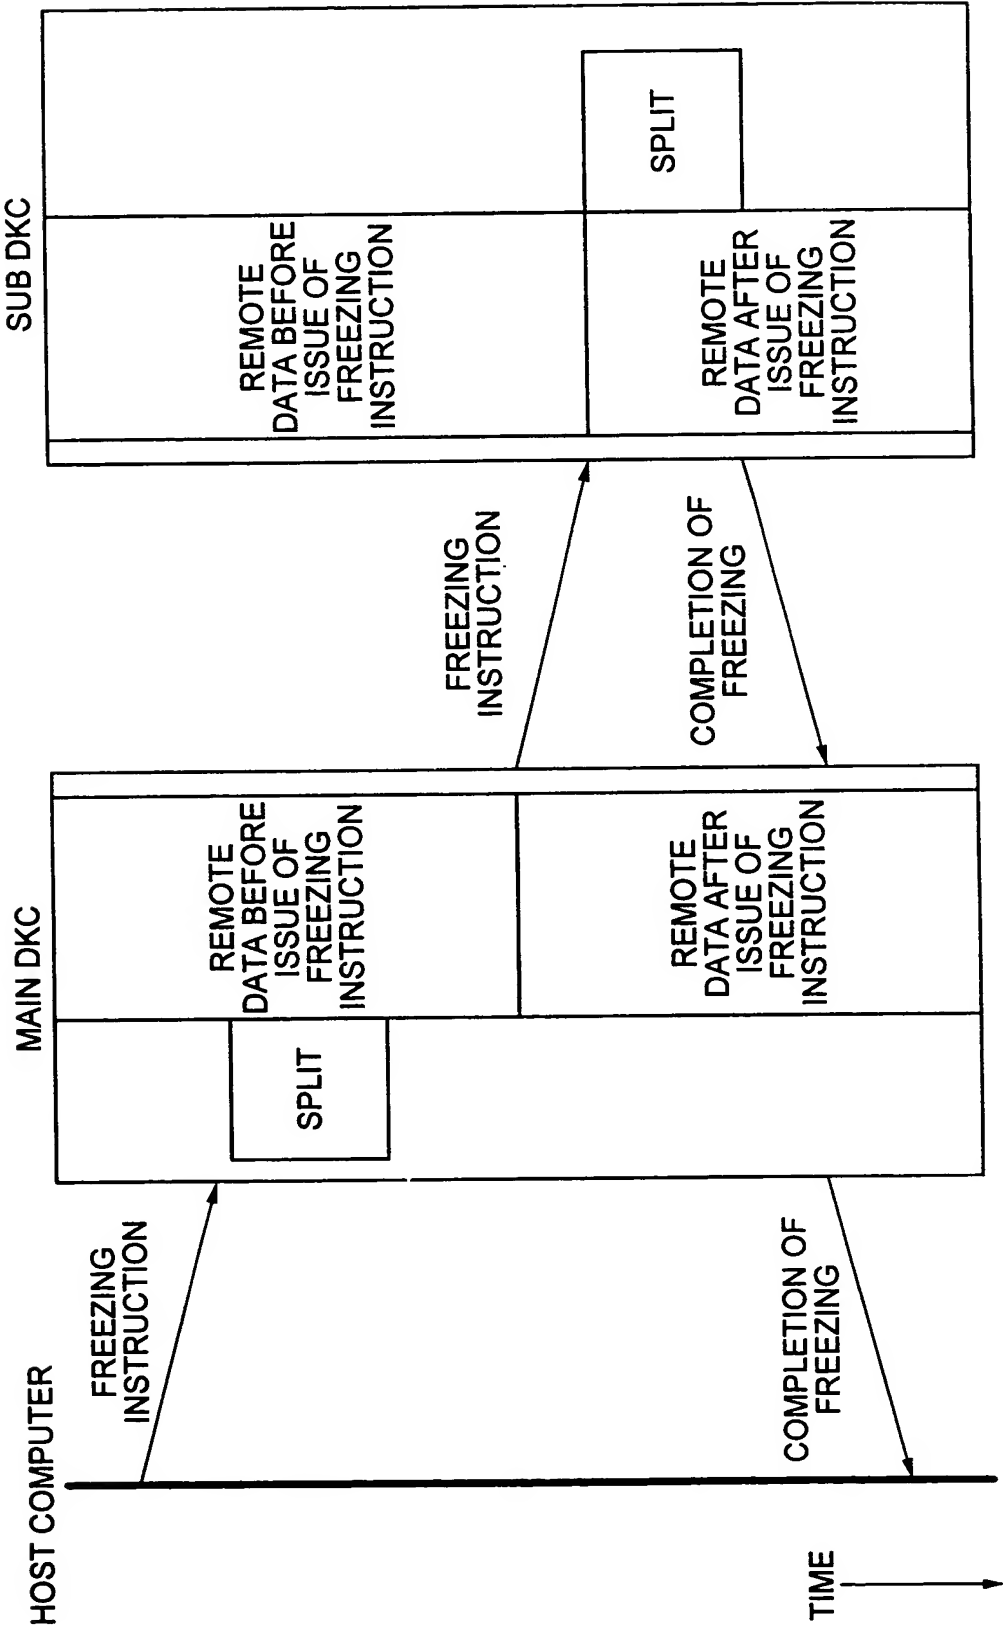 HOST COMPUTER
MAIN DKC
SUB DKC
FREEZING
INSTRUCTION
SPLIT
REMOTE
DATA BEFORE
ISSUE OF
FREEZING
INSTRUCTION
REMOTE
DATA BEFORE
ISSUE OF
FREEZING
INSTRUCTION
FREEZING
INSTRUCTION
SPLIT
REMOTE
DATA AFTER
ISSUE OF
FREEZING
INSTRUCTION
REMOTE
DATA AFTER
ISSUE OF
FREEZING
INSTRUCTION
COMPLETION OF
FREEZING
COMPLETION OF
FREEZING
TIME